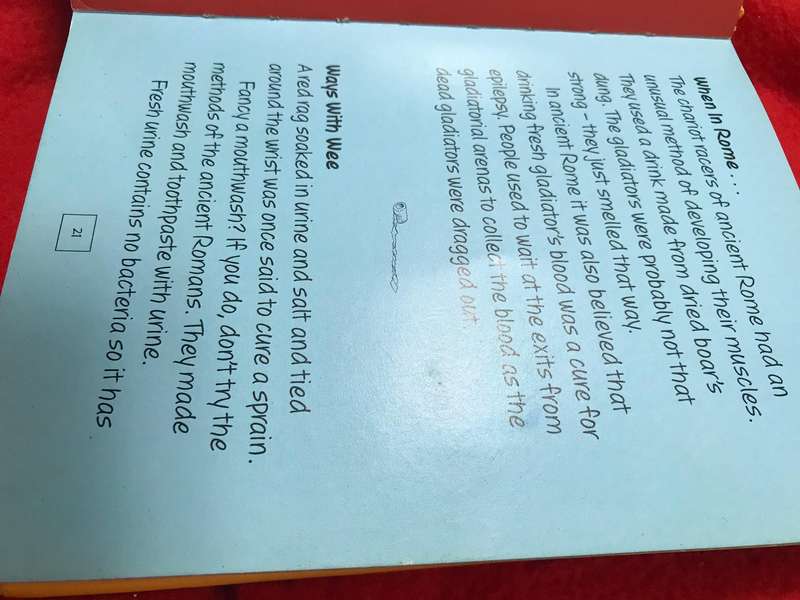 When In Rome . . .
The chariot racers of ancient Rome had an
unusual method of developing their muscles.
They used a drink made from dried boar's
dung. The gladiators were probably not that
strong – they just smelled that way.
In ancient Rome it was also believed that
drinking fresh gladiator's blood was a cure for
epilepsy. People used to wait at the exits from
gladiatorial arenas to collect the blood as the
dead gladiators were dragged out.
Ways With Wee
A red rag soaked in urine and salt and tied
around the wrist was once said to cure a sprain.
Fancy a mouthwash? If you do, don't try the
methods of the ancient Romans. They made
mouthwash and toothpaste with urine.
Fresh urine contains no bacteria so it has
21